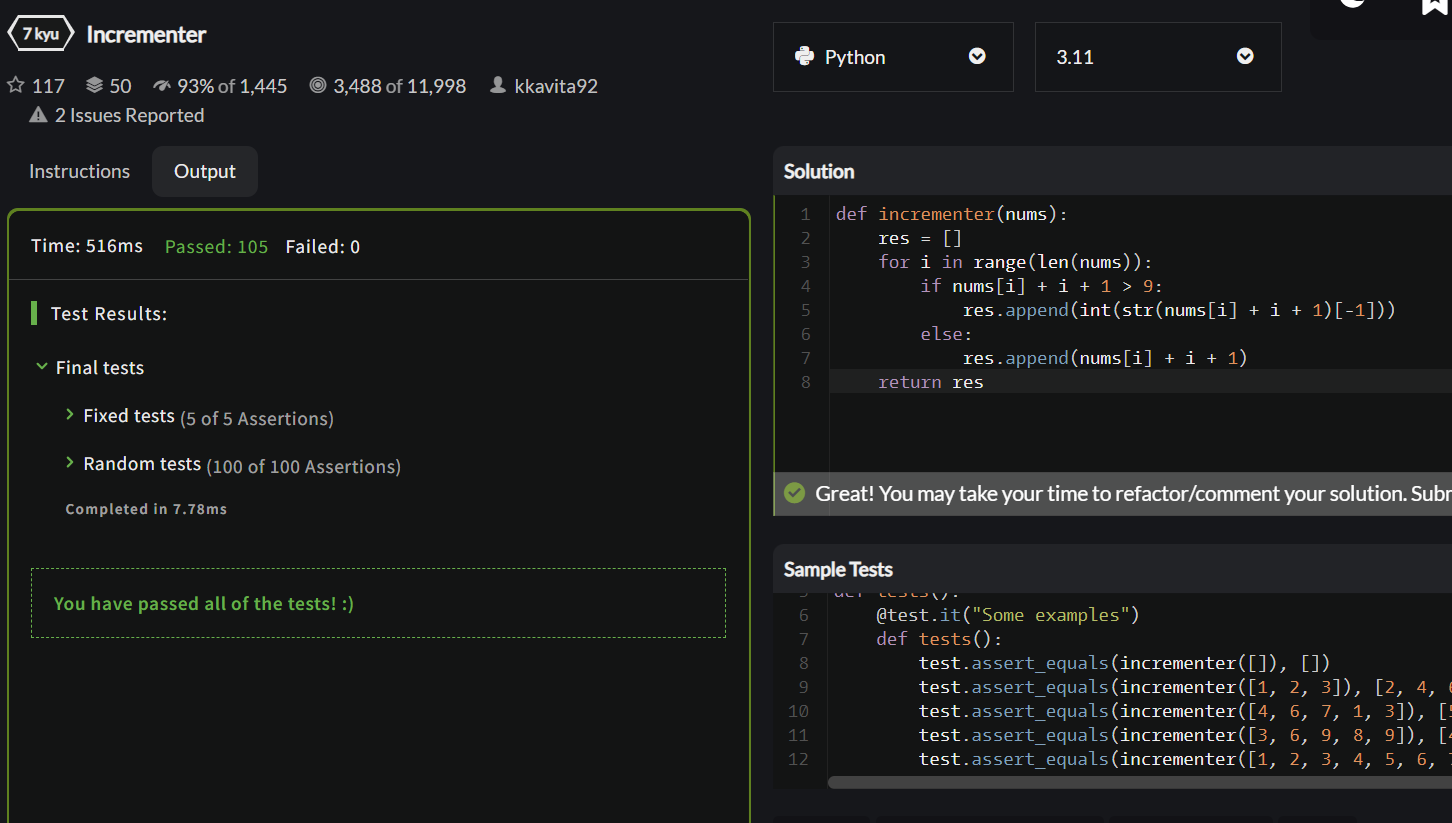 7 kyu Incrementer
117 50 93% of 1,445 3,488 of 11,998 kkavita92
2 Issues Reported
Instructions Output
Time: 516ms Passed: 105 Failed: 0
Test Results:
Final tests
Fixed tests (5 of 5 Assertions)
Random tests (100 of 100 Assertions)
Completed in 7.78ms
You have passed all of the tests! :)
Python 3.11
Solution
1 def incrementer(nums):
2 res = []
3 for i in range(len(nums)):
4 if nums[i] + i + 1 > 9:
5 res.append(int(str(nums[i] + i + 1)[-1]))
6 else:
7 res.append(nums[i] + i + 1)
8 return res
Great! You may take your time to refactor/comment your solution.
Sample Tests
5 def tests():
6 @test.it("Some examples")
7 def tests():
8 test.assert_equals(incrementer([]), [])
9 test.assert_equals(incrementer([1, 2, 3]), [2, 4,
10 test.assert_equals(incrementer([4, 6, 7, 1, 3]), [
11 test.assert_equals(incrementer([3, 6, 9, 8, 9]), [
12 test.assert_equals(incrementer([1, 2, 3, 4, 5, 6,